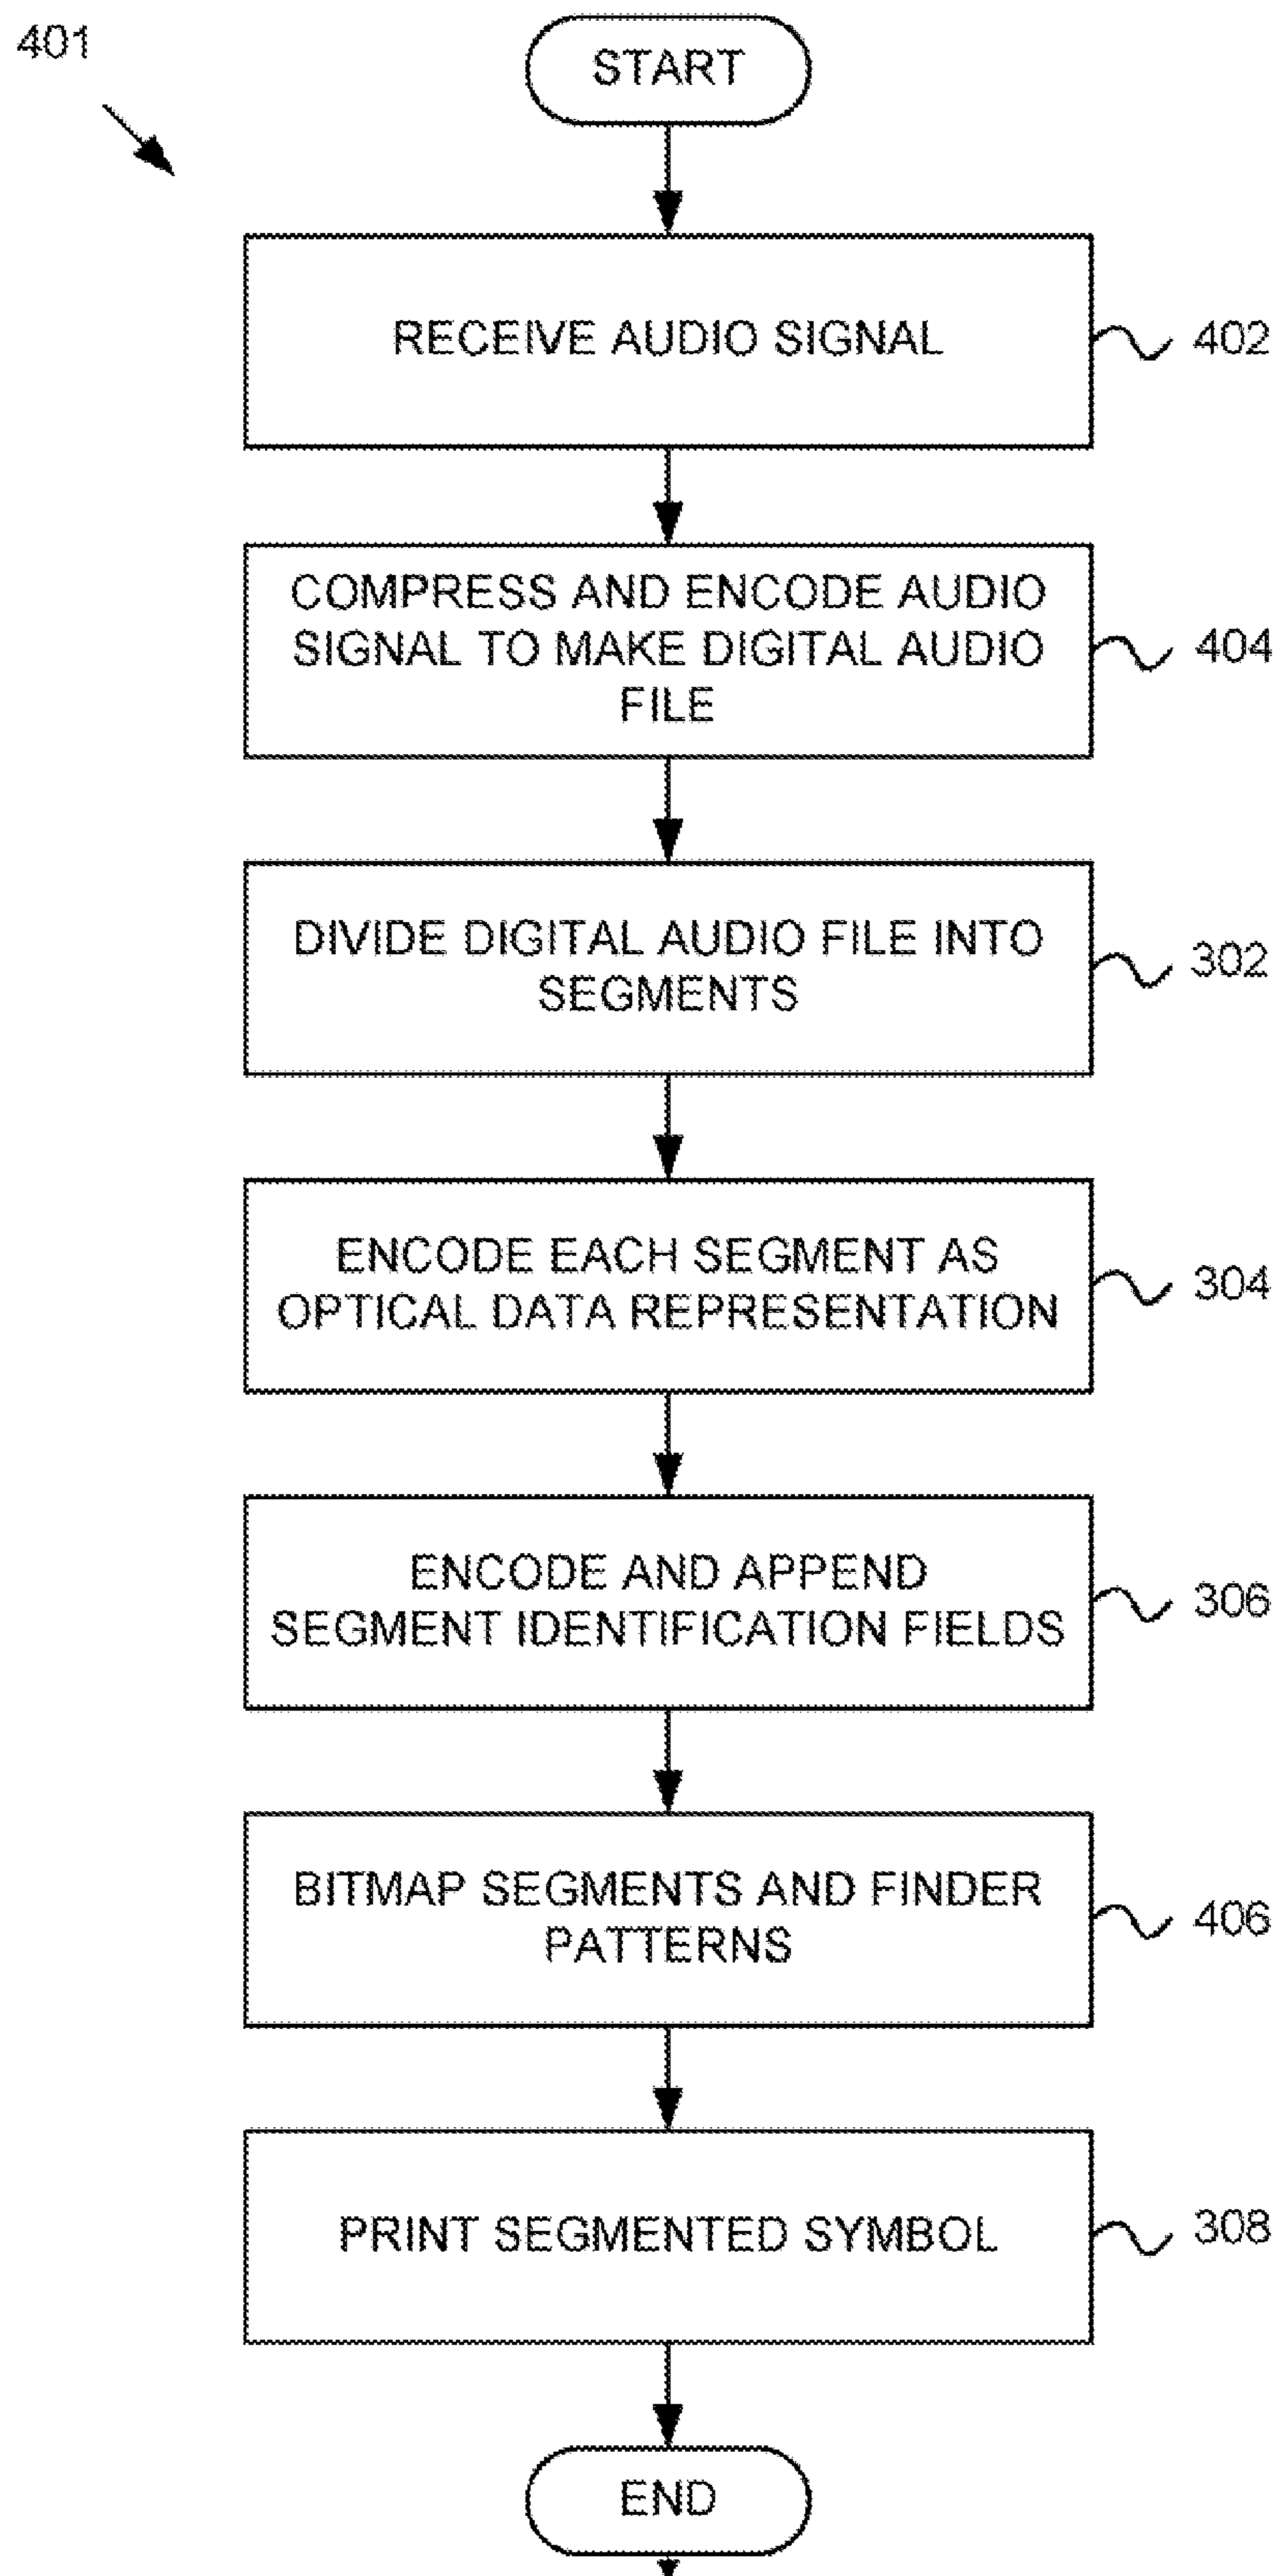 401
START
RECEIVE AUDIO SIGNAL
402
COMPRESS AND ENCODE AUDIO
SIGNAL TO MAKE DIGITAL AUDIO
FILE
404
DIVIDE DIGITAL AUDIO FILE INTO
SEGMENTS
302
ENCODE EACH SEGMENT AS
OPTICAL DATA REPRESENTATION
304
ENCODE AND APPEND
SEGMENT IDENTIFICATION FIELDS
306
BITMAP SEGMENTS AND FINDER
PATTERNS
406
PRINT SEGMENTED SYMBOL
308
END